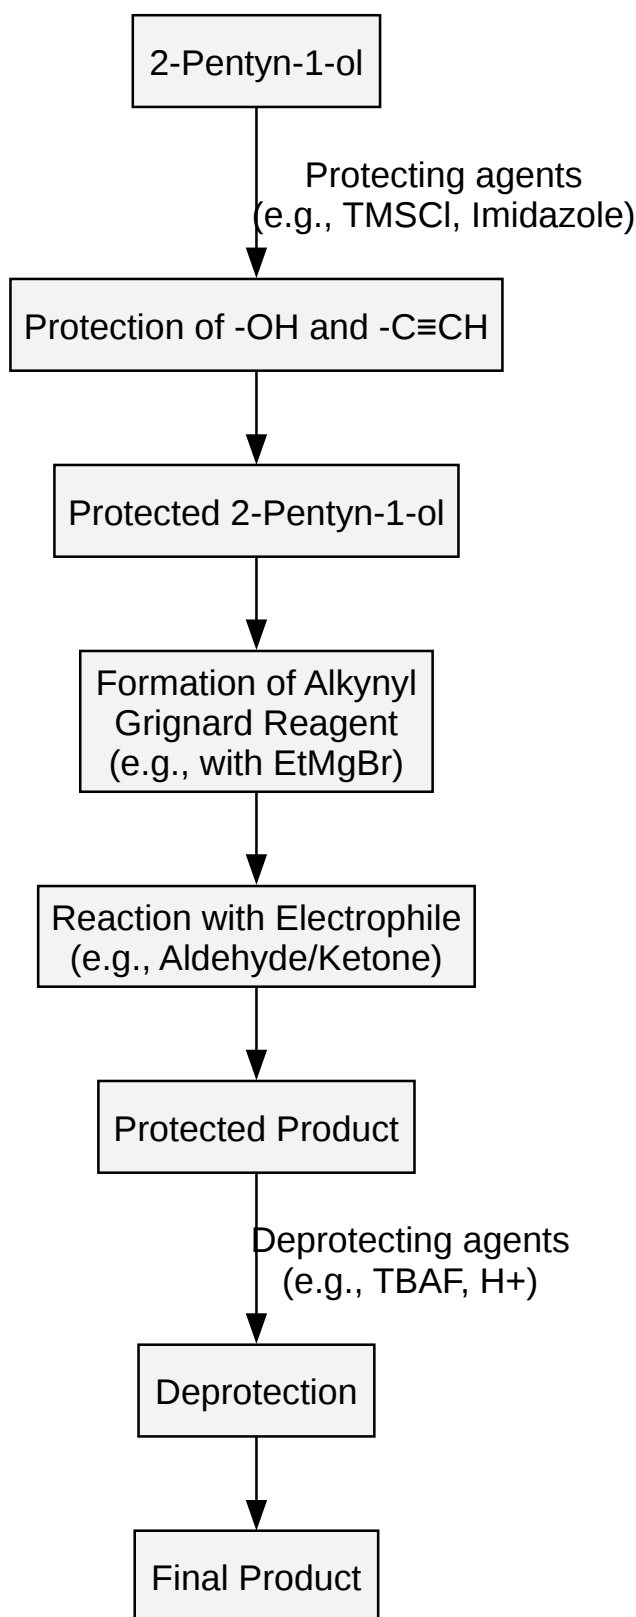 2-Pentyn-1-ol
Protecting agents
(e.g., TMSCl, Imidazole)
Protection of -OH and -C≡CH
Protected 2-Pentyn-1-ol
Formation of Alkynyl
Grignard Reagent
(e.g., with EtMgBr)
Reaction with Electrophile
(e.g., Aldehyde/Ketone)
Protected Product
Deprotecting agents
(e.g., TBAF, H+)
Deprotection
Final Product